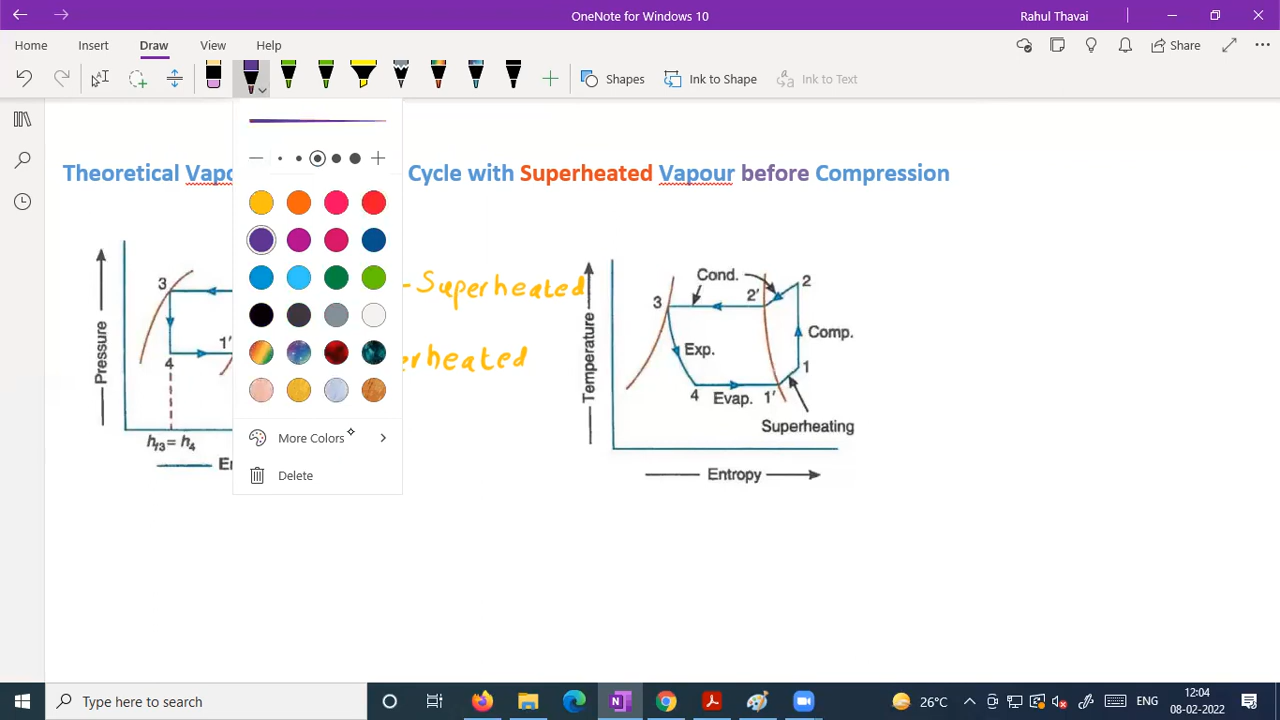 OneNote for Windows 10
Rahul Thavai
Home Insert Draw View Help
Share
Shapes
Ink to Shape
Ink to Text
Theoretical Cycle with Superheated Vapour before Compression
More Colors
Delete
Pressure
3
4
1'
hf3 = h4
- Superheated
Temperature
Cond.
2
2'
3
Comp.
Exp.
1
4
Evap.
1'
Superheating
Entropy
Type here to search
26°C
ENG
12:04
08-02-2022